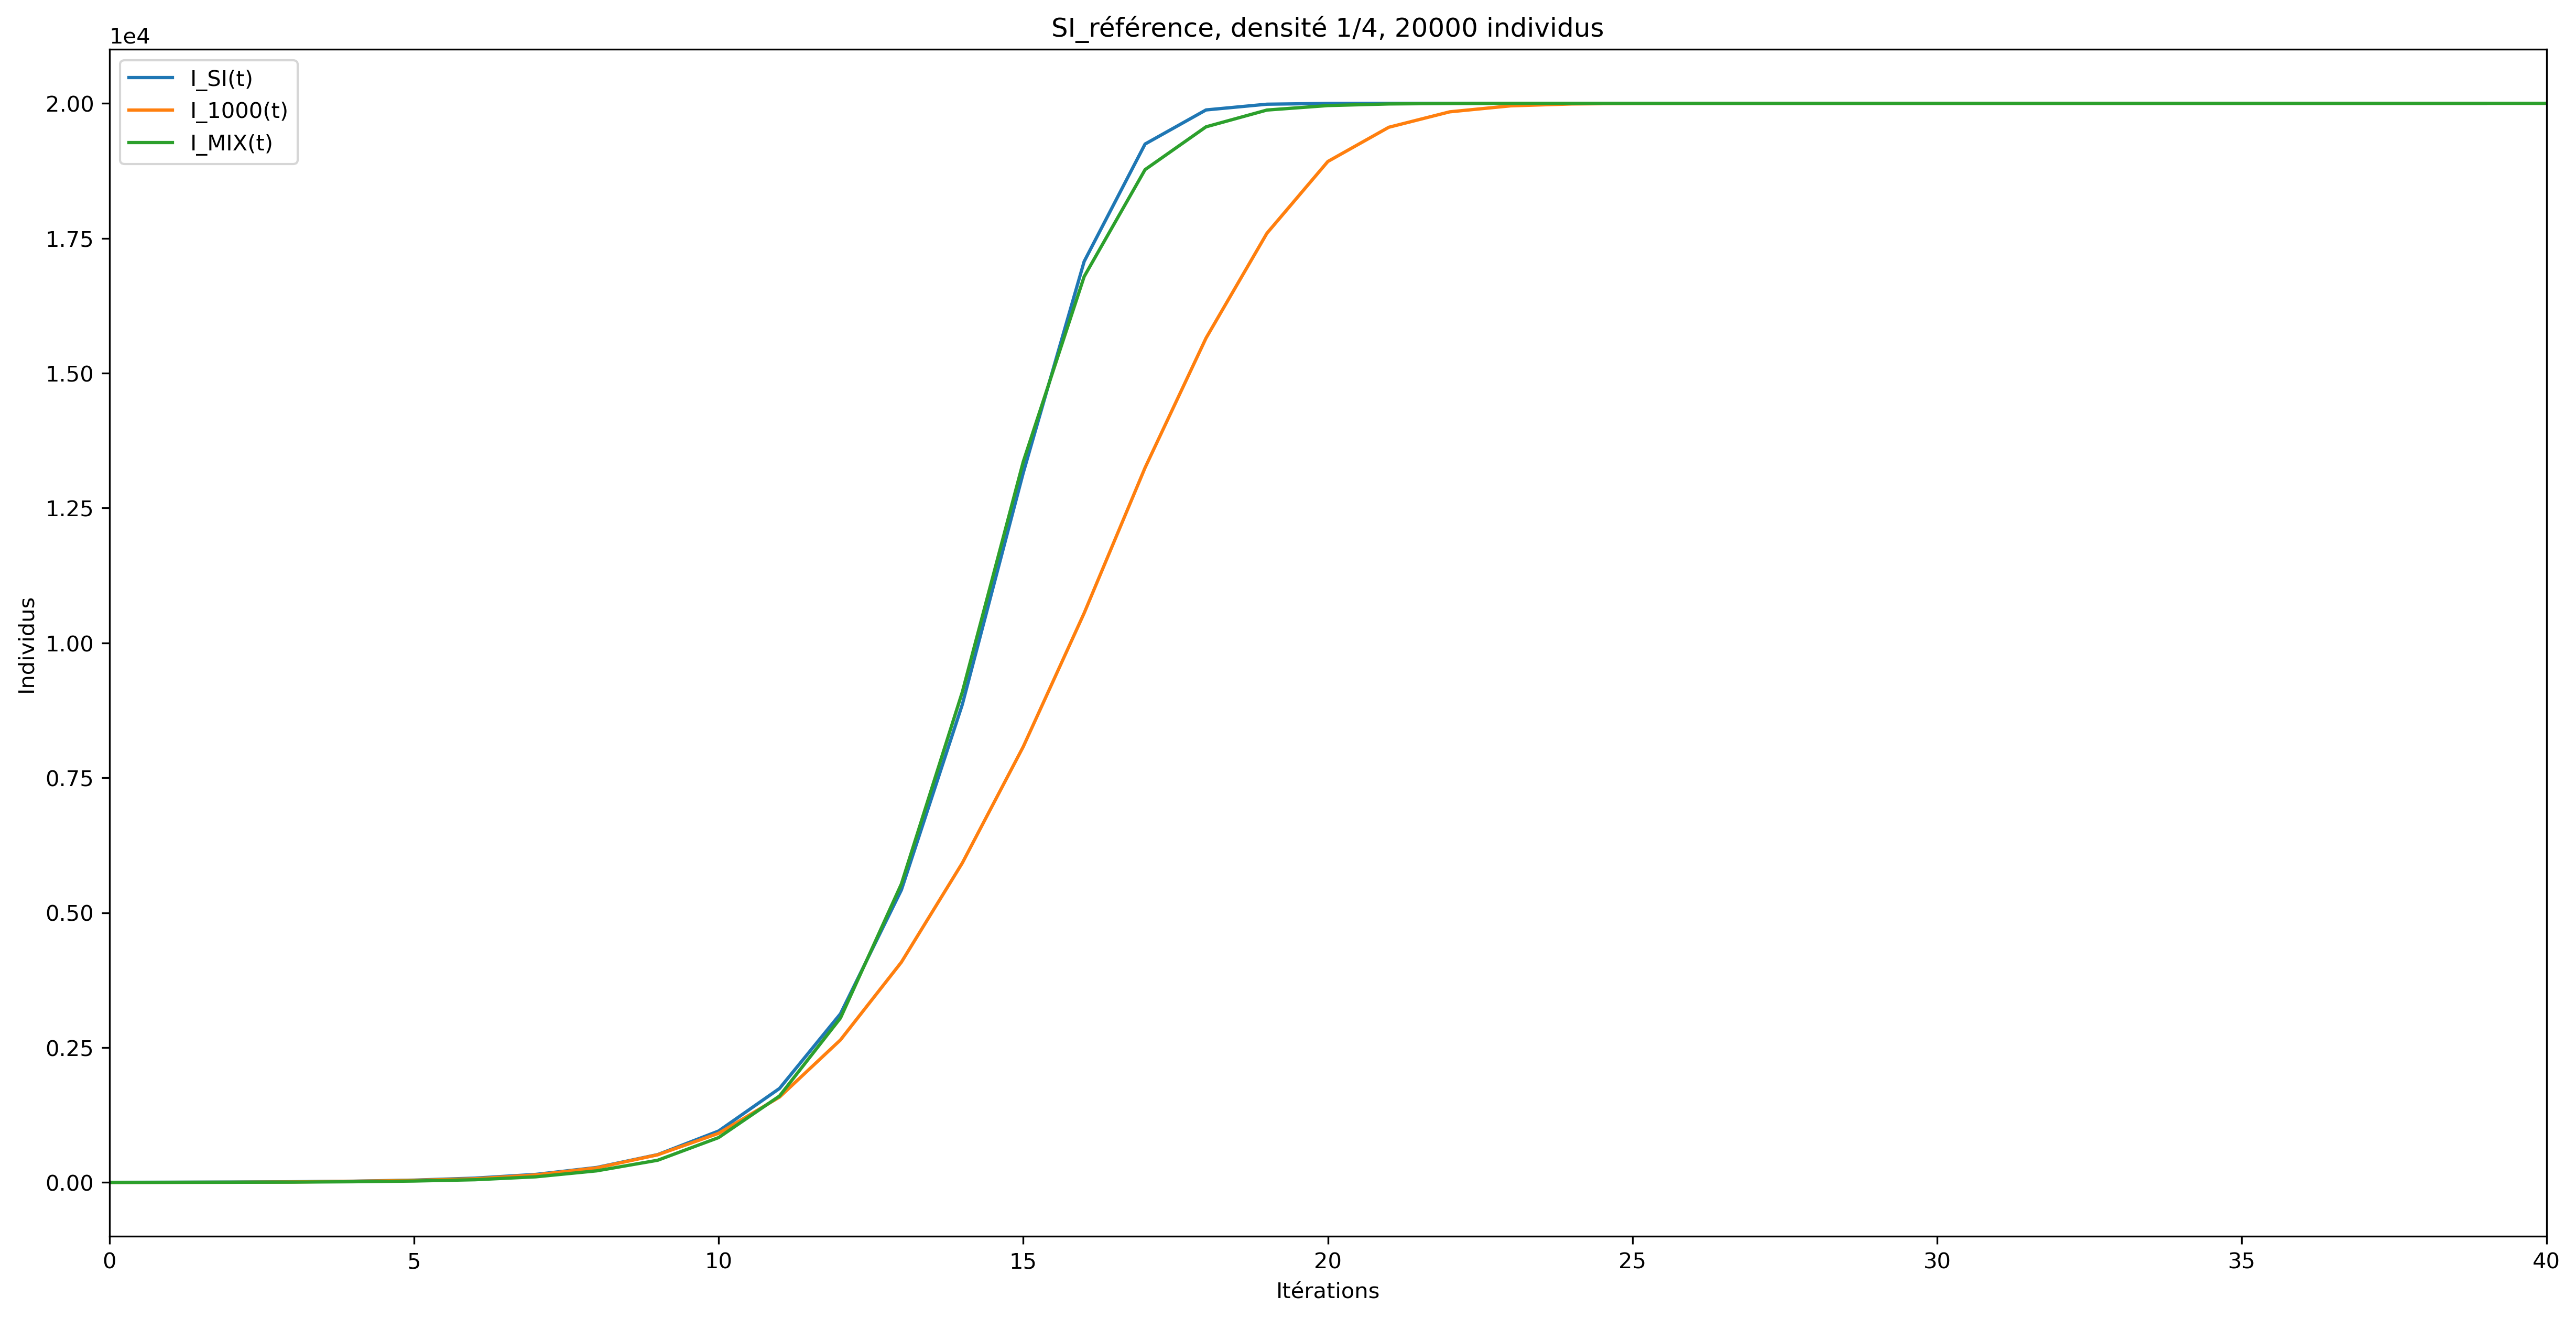 SI_référence, densité 1/4, 20000 individus
1e4
I_SI(t)
I_1000(t)
I_MIX(t)
2.00
1.75
1.50
1.25
1.00
0.75
0.50
0.25
0.00
Individus
0 5 10 15 20 25 30 35 40
Itérations